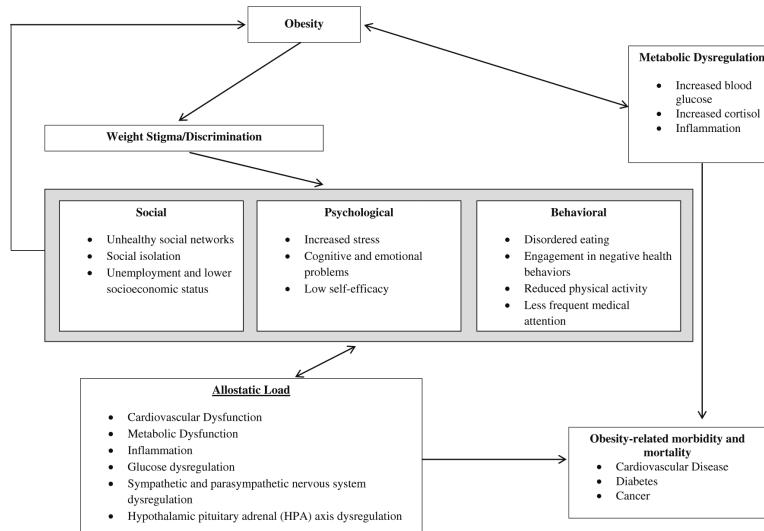 Obesity
Metabolic Dysregulation
• Increased blood
glucose
• Increased cortisol
• Inflammation
Weight Stigma/Discrimination
Social
• Unhealthy social networks
• Social isolation
• Unemployment and lower
socioeconomic status
Psychological
• Increased stress
• Cognitive and emotional
problems
• Low self-efficacy
Behavioral
• Disordered eating
• Engagement in negative health
behaviors
• Reduced physical activity
• Less frequent medical
attention
Allostatic Load
• Cardiovascular Dysfunction
• Metabolic Dysfunction
• Inflammation
• Glucose dysregulation
• Sympathetic and parasympathetic nervous system
dysregulation
• Hypothalamic pituitary adrenal (HPA) axis dysregulation
Obesity-related morbidity and
mortality
• Cardiovascular Disease
• Diabetes
• Cancer